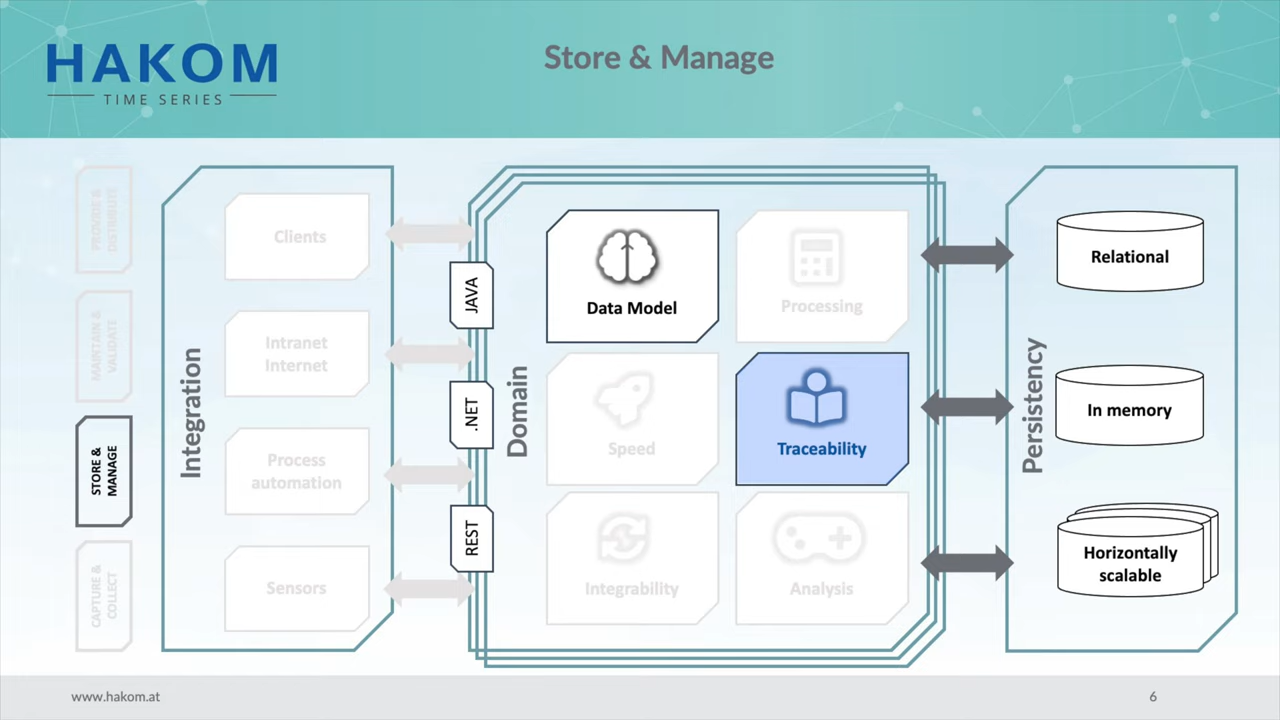 HAKOM
TIME SERIES
Store & Manage
PROVIDE &
DISTRIBUTE
MAINTAIN &
VALIDATE
STORE &
MANAGE
CAPTURE &
COLLECT
Integration
Clients
Intranet
Internet
Process
automation
Sensors
JAVA
.NET
REST
Domain
Data Model
Processing
Speed
Traceability
Integrability
Analysis
Persistency
Relational
In memory
Horizontally
scalable
www.hakom.at
6